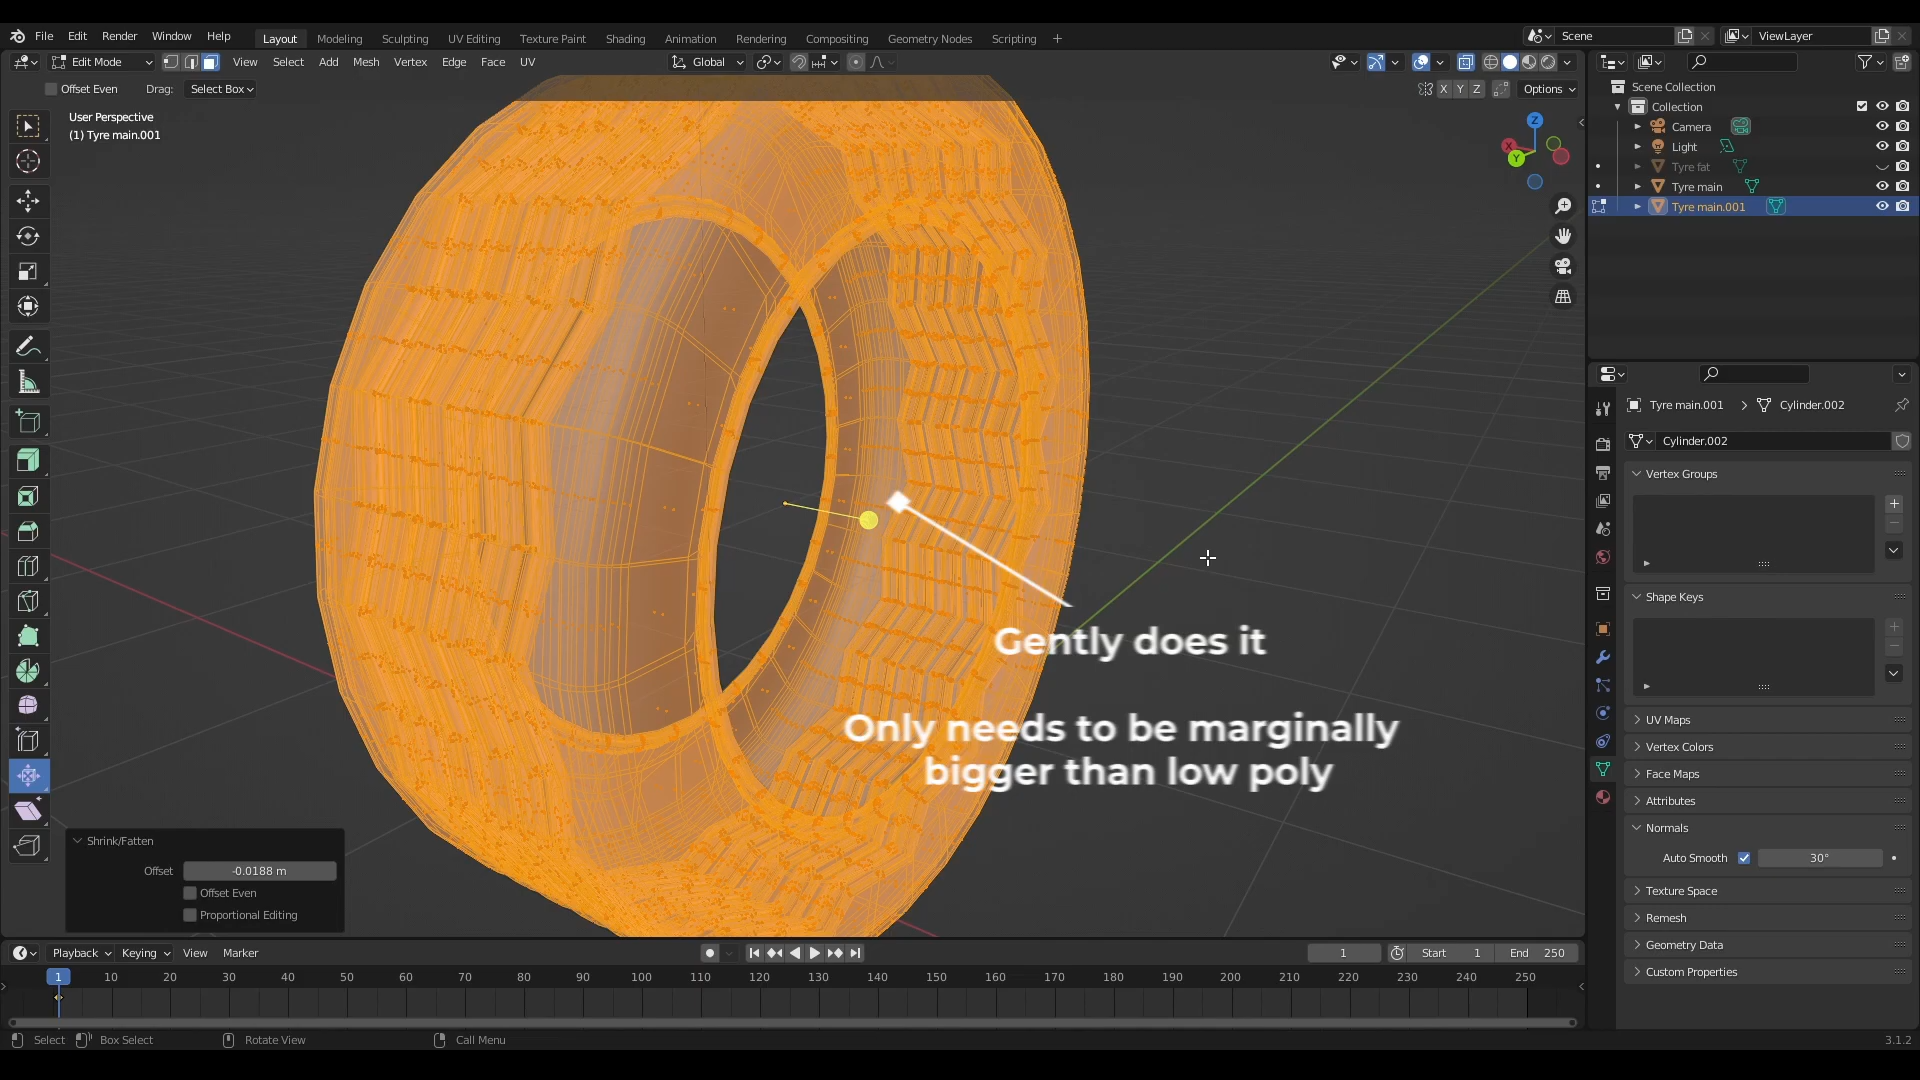 File Edit Render Window Help
Layout Modeling Sculpting UV Editing Texture Paint Shading Animation Rendering Compositing Geometry Nodes Scripting +
Scene
ViewLayer
Edit Mode View Select Add Mesh Vertex Edge Face UV
Global
Offset Even Drag: Select Box
X Y Z Options
User Perspective
(1) Tyre main.001
Z
X
Y
Scene Collection
Collection
Camera
Light
Tyre fat
Tyre main
Tyre main.001
Tyre main.001 > Cylinder.002
Cylinder.002
Vertex Groups
Shape Keys
UV Maps
Vertex Colors
Face Maps
Attributes
Normals
Auto Smooth 30°
Texture Space
Remesh
Geometry Data
Custom Properties
Gently does it
Only needs to be marginally
bigger than low poly
Shrink/Fatten
Offset -0.0188 m
Offset Even
Proportional Editing
Playback Keying View Marker
1 Start 1 End 250
1 10 20 30 40 50 60 70 80 90 100 110 120 130 140 150 160 170 180 190 200 210 220 230 240 250
Select Box Select Rotate View Call Menu
3.1.2